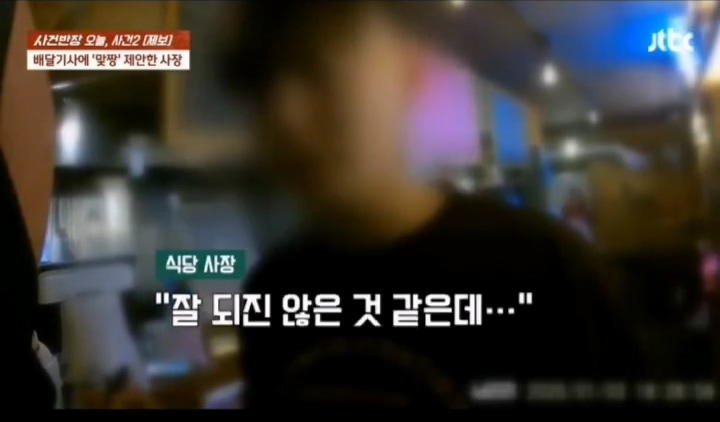 사건반장 오늘, 사건2 [제보]
배달기사에 '맞짱' 제안한 사장
jtbc
식당 사장
"잘 되진 않은 것 같은데…"